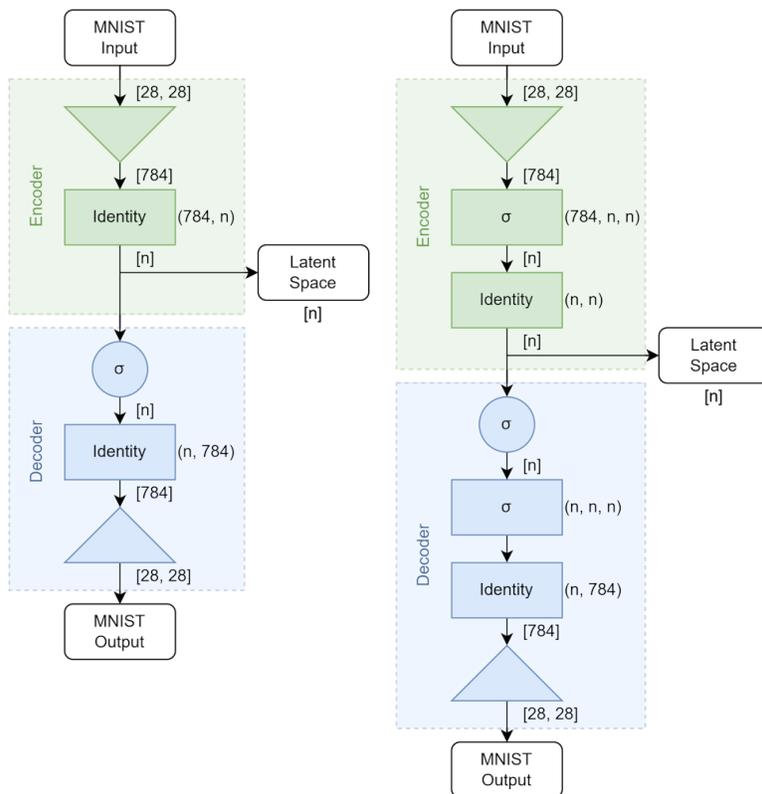 MNIST
Input
[28, 28]
Encoder
[784]
Identity
(784, n)
[n]
Latent
Space
[n]
Decoder
σ
[n]
Identity
(n, 784)
[784]
[28, 28]
MNIST
Output
MNIST
Input
[28, 28]
Encoder
[784]
σ
(784, n, n)
[n]
Identity
(n, n)
[n]
Latent
Space
[n]
Decoder
σ
[n]
σ
(n, n, n)
Identity
(n, 784)
[784]
[28, 28]
MNIST
Output